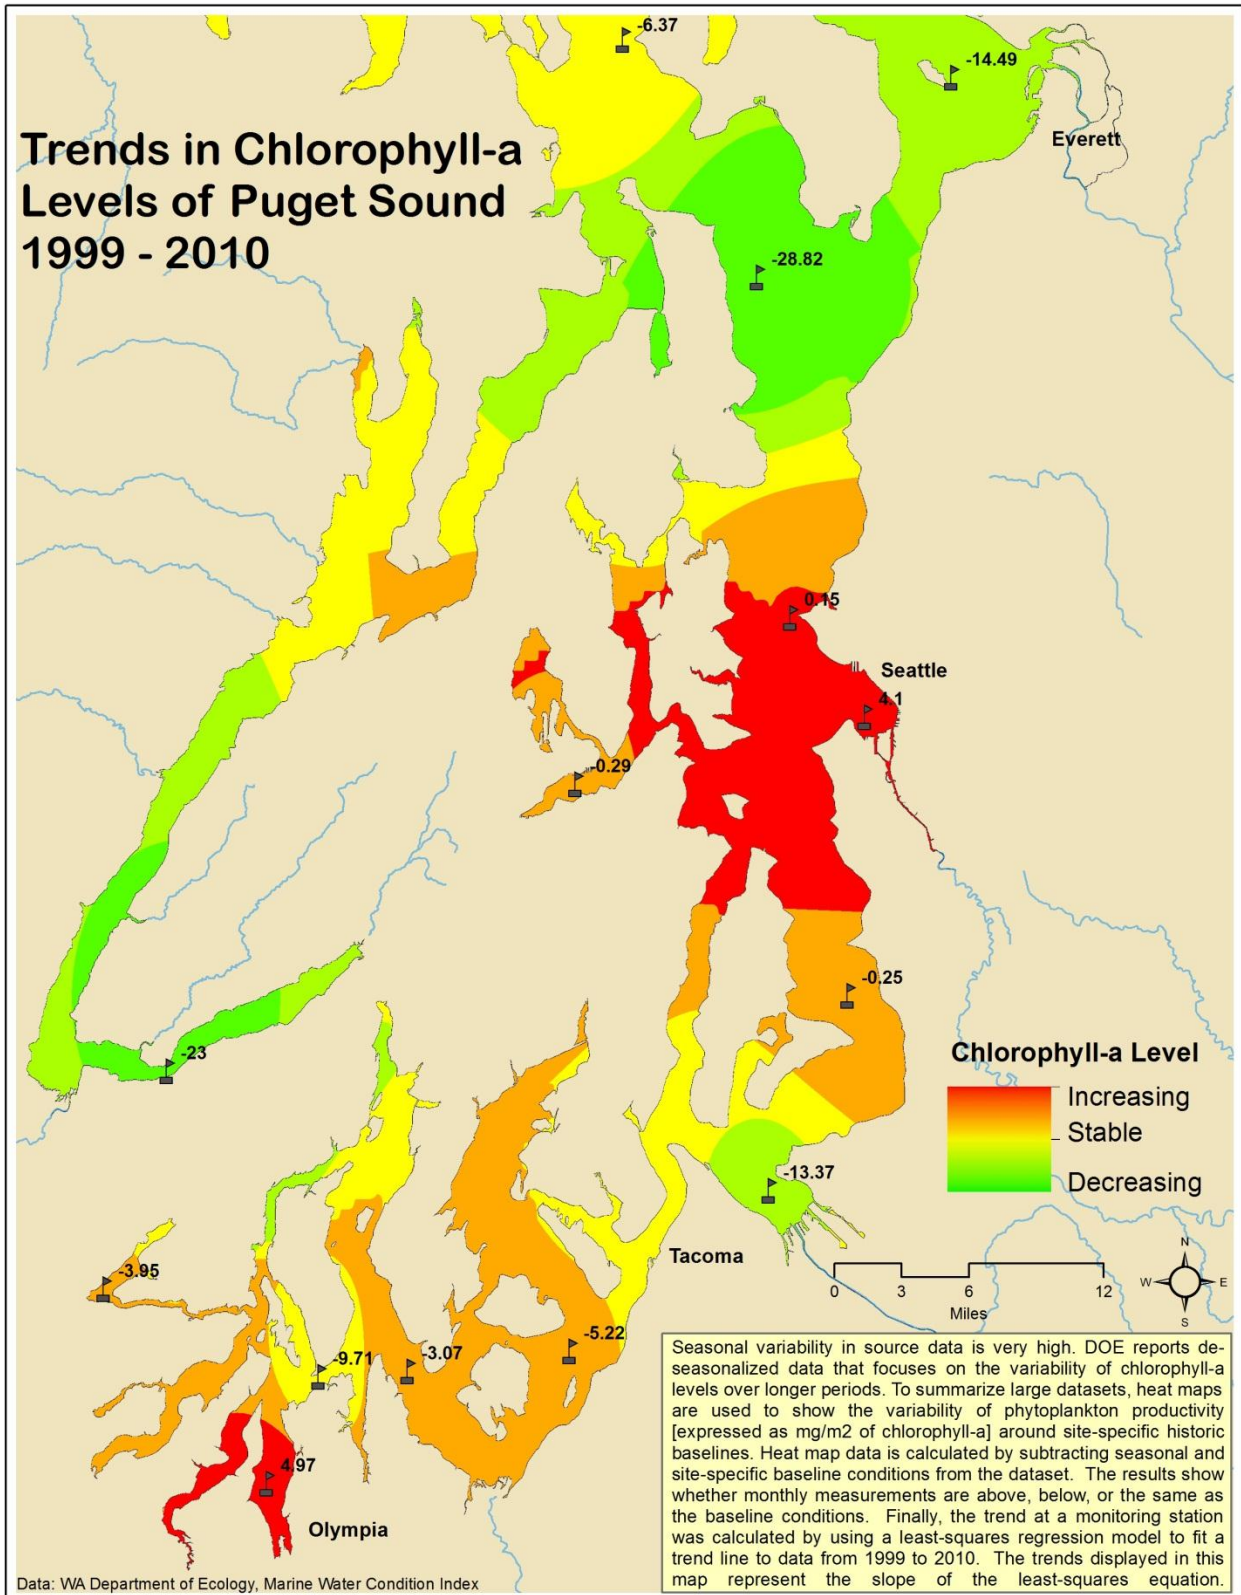 -6.37
-14.49
Everett
Trends in Chlorophyll-a
Levels of Puget Sound
1999 - 2010
-28.82
0.15
Seattle
4.1
-0.29
-0.25
-23
Chlorophyll-a Level
Increasing
Stable
Decreasing
-13.37
Tacoma
-3.95
-5.22
-9.71
-3.07
4.97
Olympia
N
W
E
S
0 3 6 12
Miles
Seasonal variability in source data is very high. DOE reports de-
seasonalized data that focuses on the variability of chlorophyll-a
levels over longer periods. To summarize large datasets, heat maps
are used to show the variability of phytoplankton productivity
[expressed as mg/m2 of chlorophyll-a] around site-specific historic
baselines. Heat map data is calculated by subtracting seasonal and
site-specific baseline conditions from the dataset. The results show
whether monthly measurements are above, below, or the same as
the baseline conditions. Finally, the trend at a monitoring station
was calculated by using a least-squares regression model to fit a
trend line to data from 1999 to 2010. The trends displayed in this
map represent the slope of the least-squares equation.
Data: WA Department of Ecology, Marine Water Condition Index